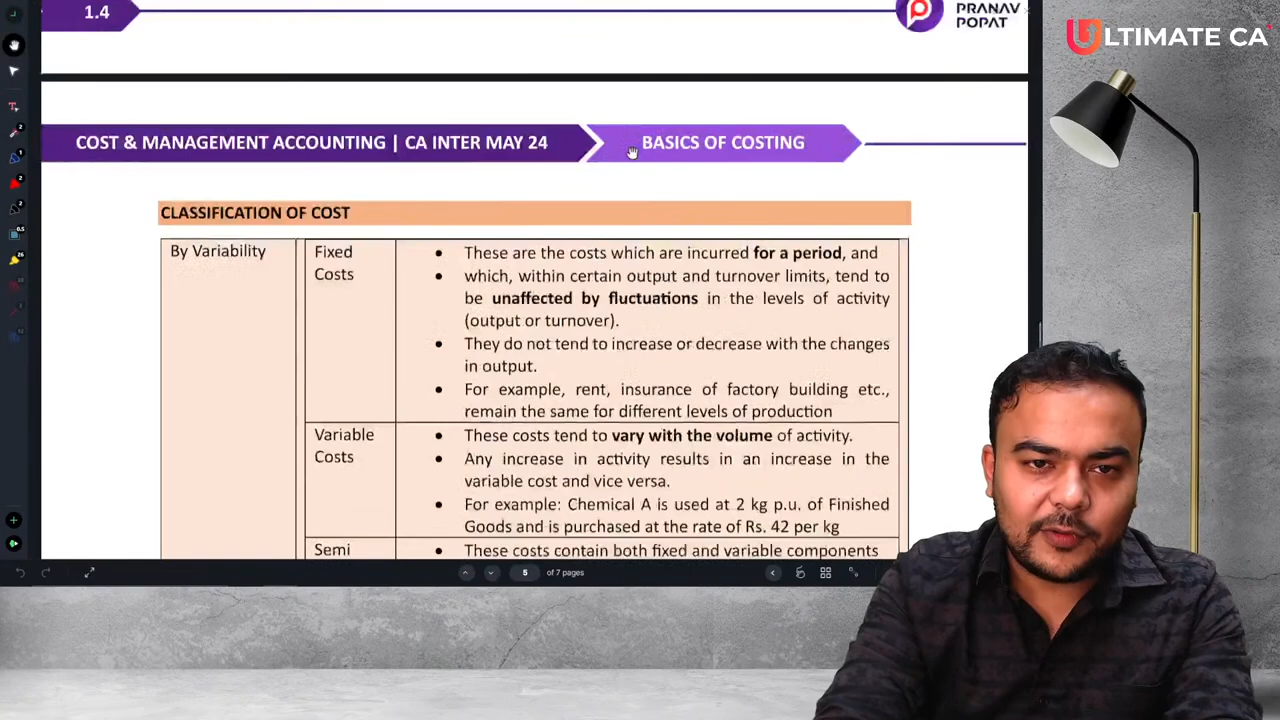 1.4
PRANAV
POPAT
ULTIMATE CA
COST & MANAGEMENT ACCOUNTING | CA INTER MAY 24
BASICS OF COSTING
CLASSIFICATION OF COST
By Variability
Fixed
Costs
• These are the costs which are incurred for a period, and
• which, within certain output and turnover limits, tend to
be unaffected by fluctuations in the levels of activity
(output or turnover).
• They do not tend to increase or decrease with the changes
in output.
• For example, rent, insurance of factory building etc.,
remain the same for different levels of production
Variable
Costs
• These costs tend to vary with the volume of activity.
• Any increase in activity results in an increase in the
variable cost and vice versa.
• For example: Chemical A is used at 2 kg p.u. of Finished
Goods and is purchased at the rate of Rs. 42 per kg
Semi
• These costs contain both fixed and variable components
5 of 7 pages